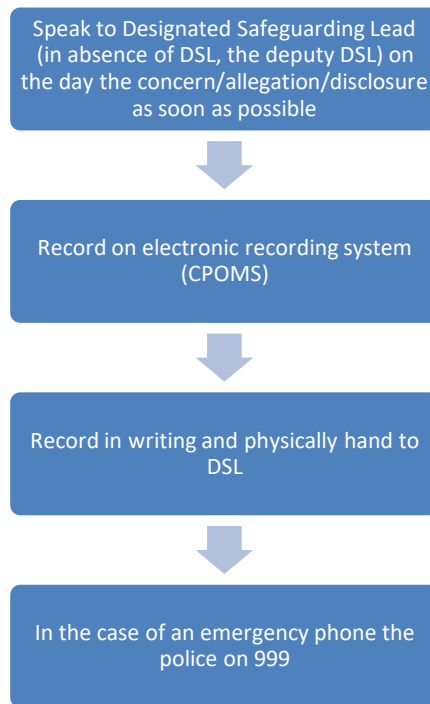 Speak to Designated Safeguarding Lead
(in absence of DSL, the deputy DSL) on
the day the concern/allegation/disclosure
as soon as possible
Record on electronic recording system
(CPOMS)
Record in writing and physically hand to
DSL
In the case of an emergency phone the
police on 999